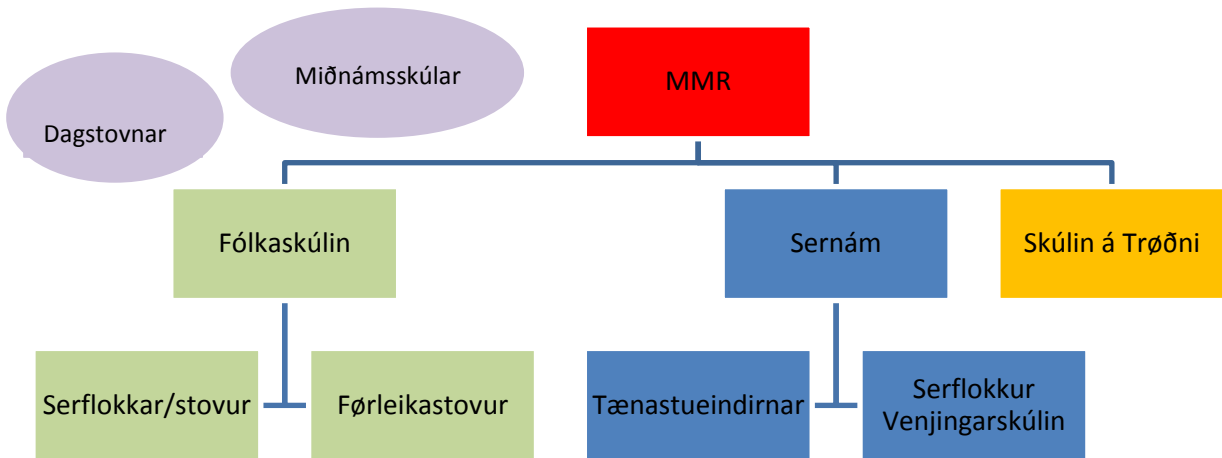 Miðnámsskúlar
MMR
Dagstovnar
Fólkaskúlin
Sernám
Skúlin á Trøðni
Serflokkar/stovur
Førleikastovur
Tænastueindirnar
Serflokkur
Venjingarskúlin